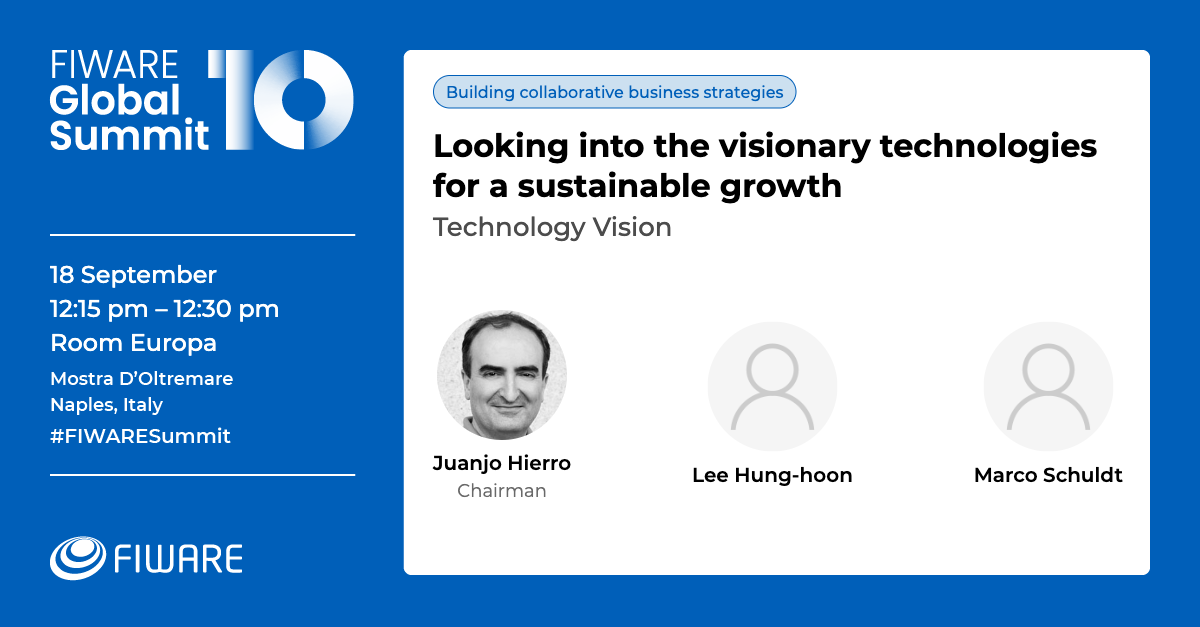 FIWARE
Global
Summit
10
18 September
12:15 pm – 12:30 pm
Room Europa
Mostra D’Oltremare
Naples, Italy
#FIWARESummit
FIWARE
Building collaborative business strategies
Looking into the visionary technologies
for a sustainable growth
Technology Vision
Juanjo Hierro
Chairman
Lee Hung-hoon
Marco Schuldt